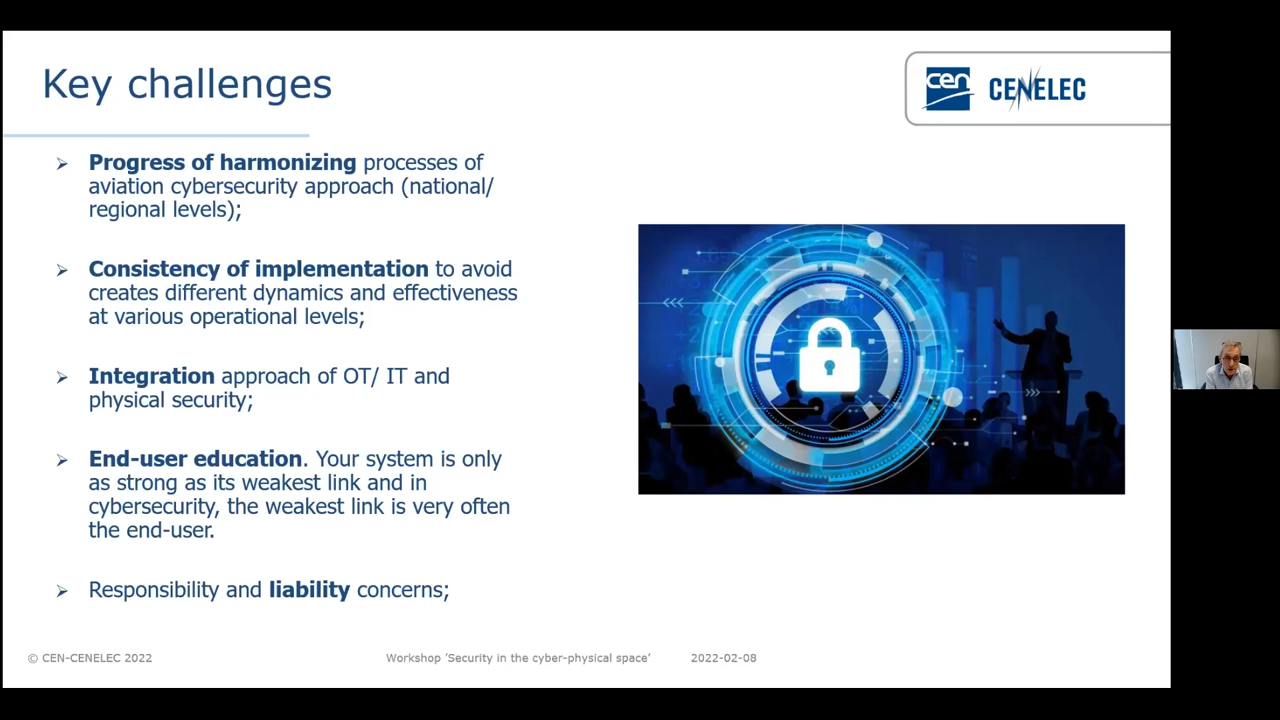 Key challenges
cen
CENELEC
➢ Progress of harmonizing processes of
aviation cybersecurity approach (national/
regional levels);
➢ Consistency of implementation to avoid
creates different dynamics and effectiveness
at various operational levels;
➢ Integration approach of OT/ IT and
physical security;
➢ End-user education. Your system is only
as strong as its weakest link and in
cybersecurity, the weakest link is very often
the end-user.
➢ Responsibility and liability concerns;
© CEN-CENELEC 2022
Workshop ‘Security in the cyber-physical space’
2022-02-08